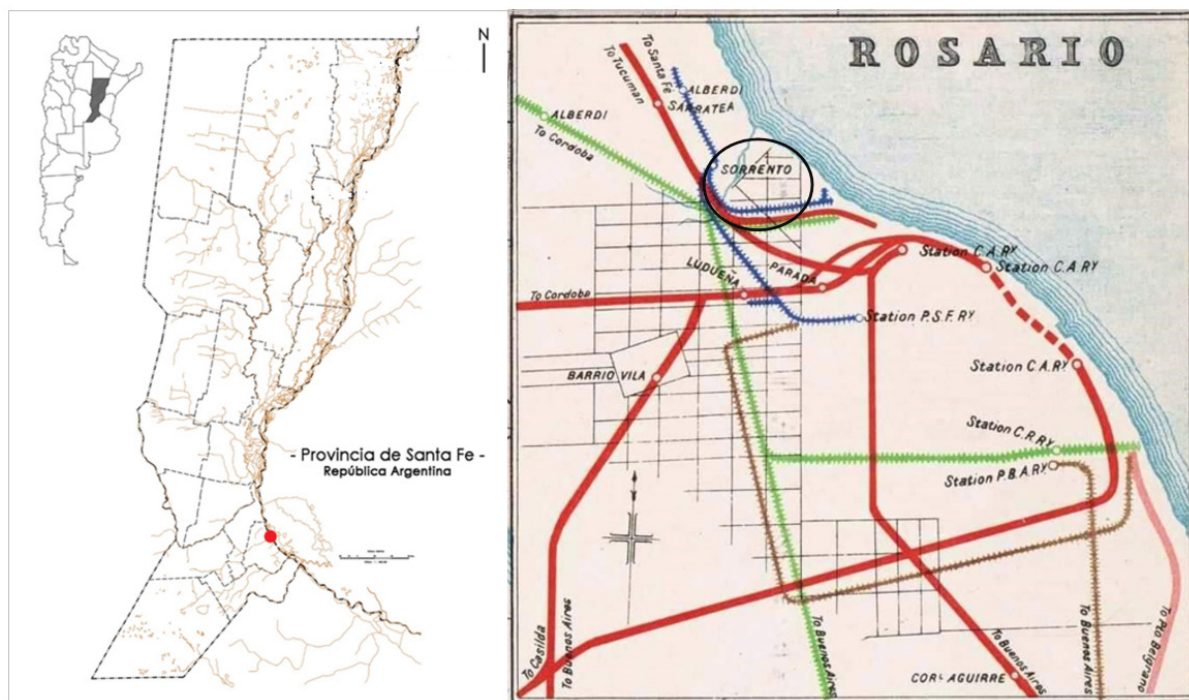 N
- Provincia de Santa Fe -
República Argentina
ROSARIO
To Tucuman
To Santa Fe
ALBERDI
SARRATEA
ALBERDI
To Cordoba
SORRENTO
Station C.A.RY
Station C.A.RY
LUDUEÑA
PARADA
To Cordoba
Station P.S.F.RY
BARRIO VILA
Station C.A.RY
Station C.R.RY
Station P.B.A.RY
To Casilda
To Buenos Aires
To Buenos Aires
CORL AGUIRRE
To Buenos Aires
To Buenos Aires
To Pto Belgrano